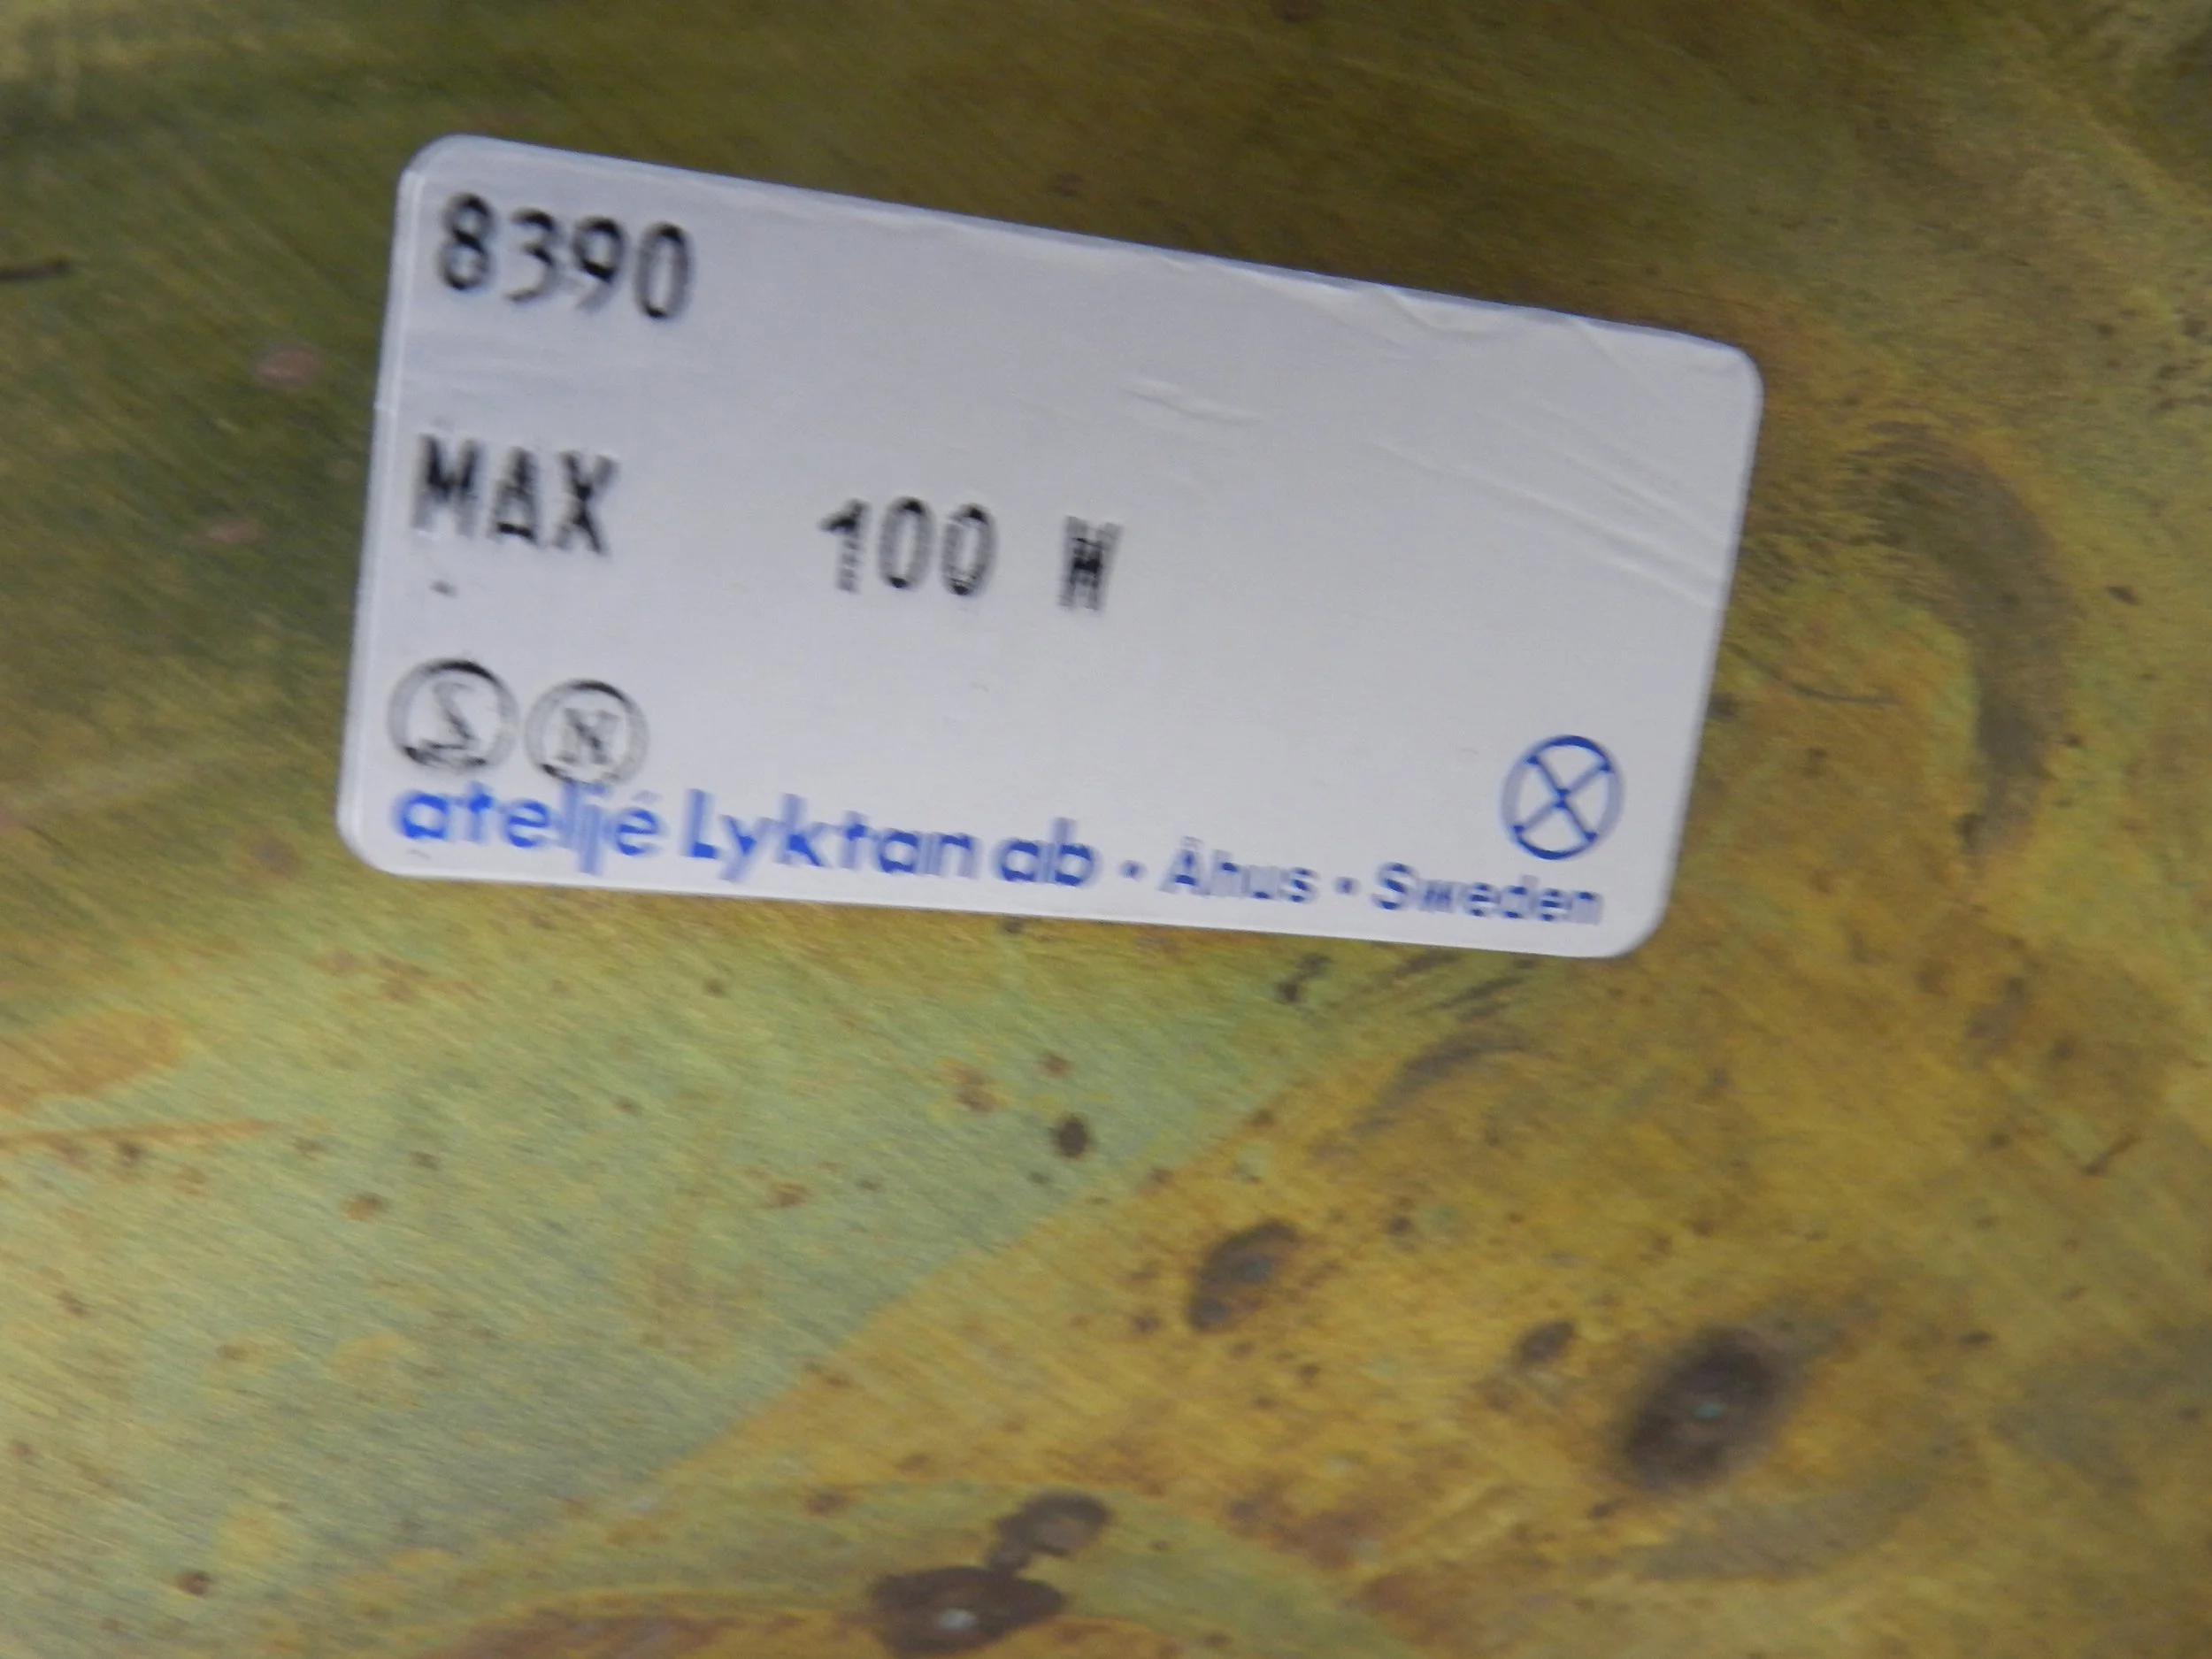 8390
MAX 100 W
S N
ateljé Lyktan ab • Åhus • Sweden